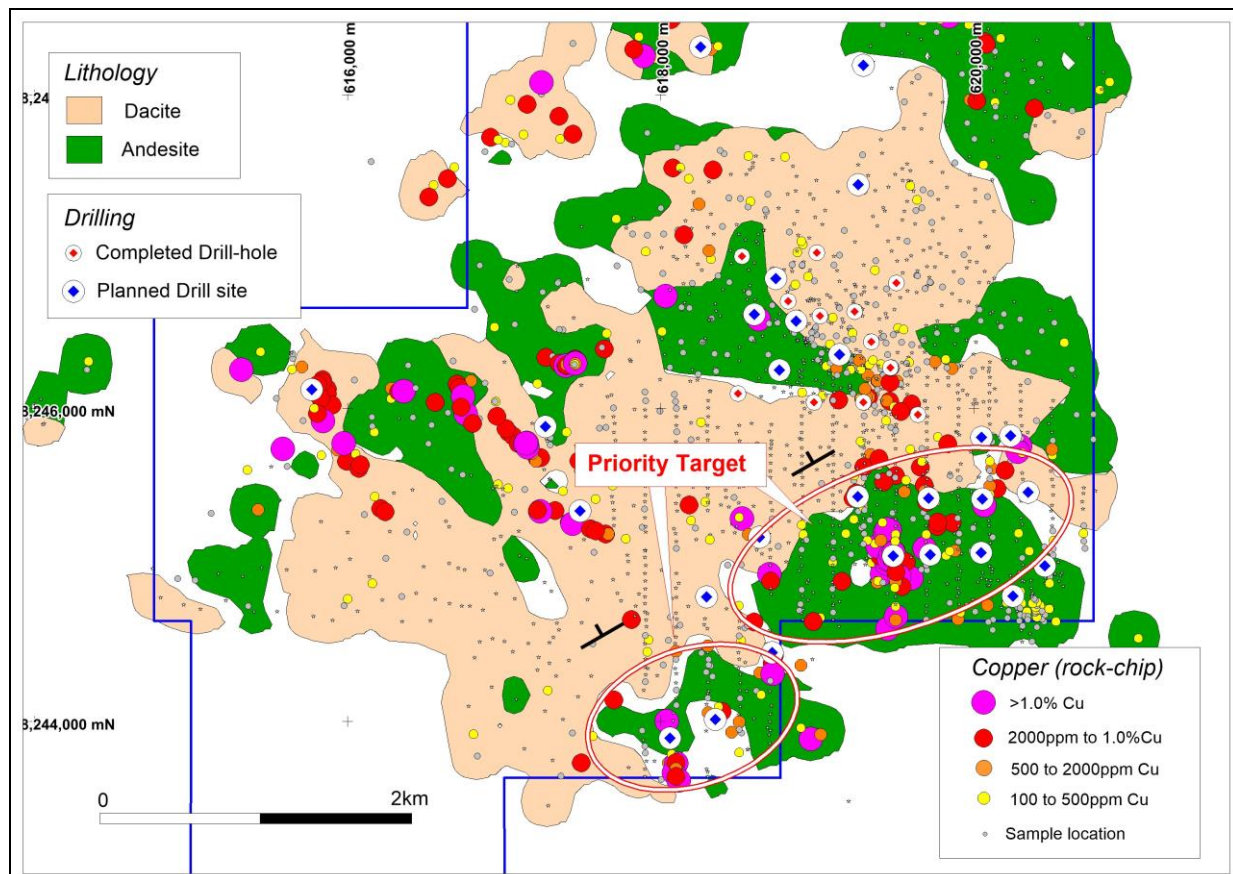 616,000 m
618,000 m
620,000 m
Lithology
Dacite
Andesite
8,24
Drilling
Completed Drill-hole
Planned Drill site
8,246,000 mN
Priority Target
8,244,000 mN
0 2km
Copper (rock-chip)
>1.0% Cu
2000ppm to 1.0%Cu
500 to 2000ppm Cu
100 to 500ppm Cu
Sample location